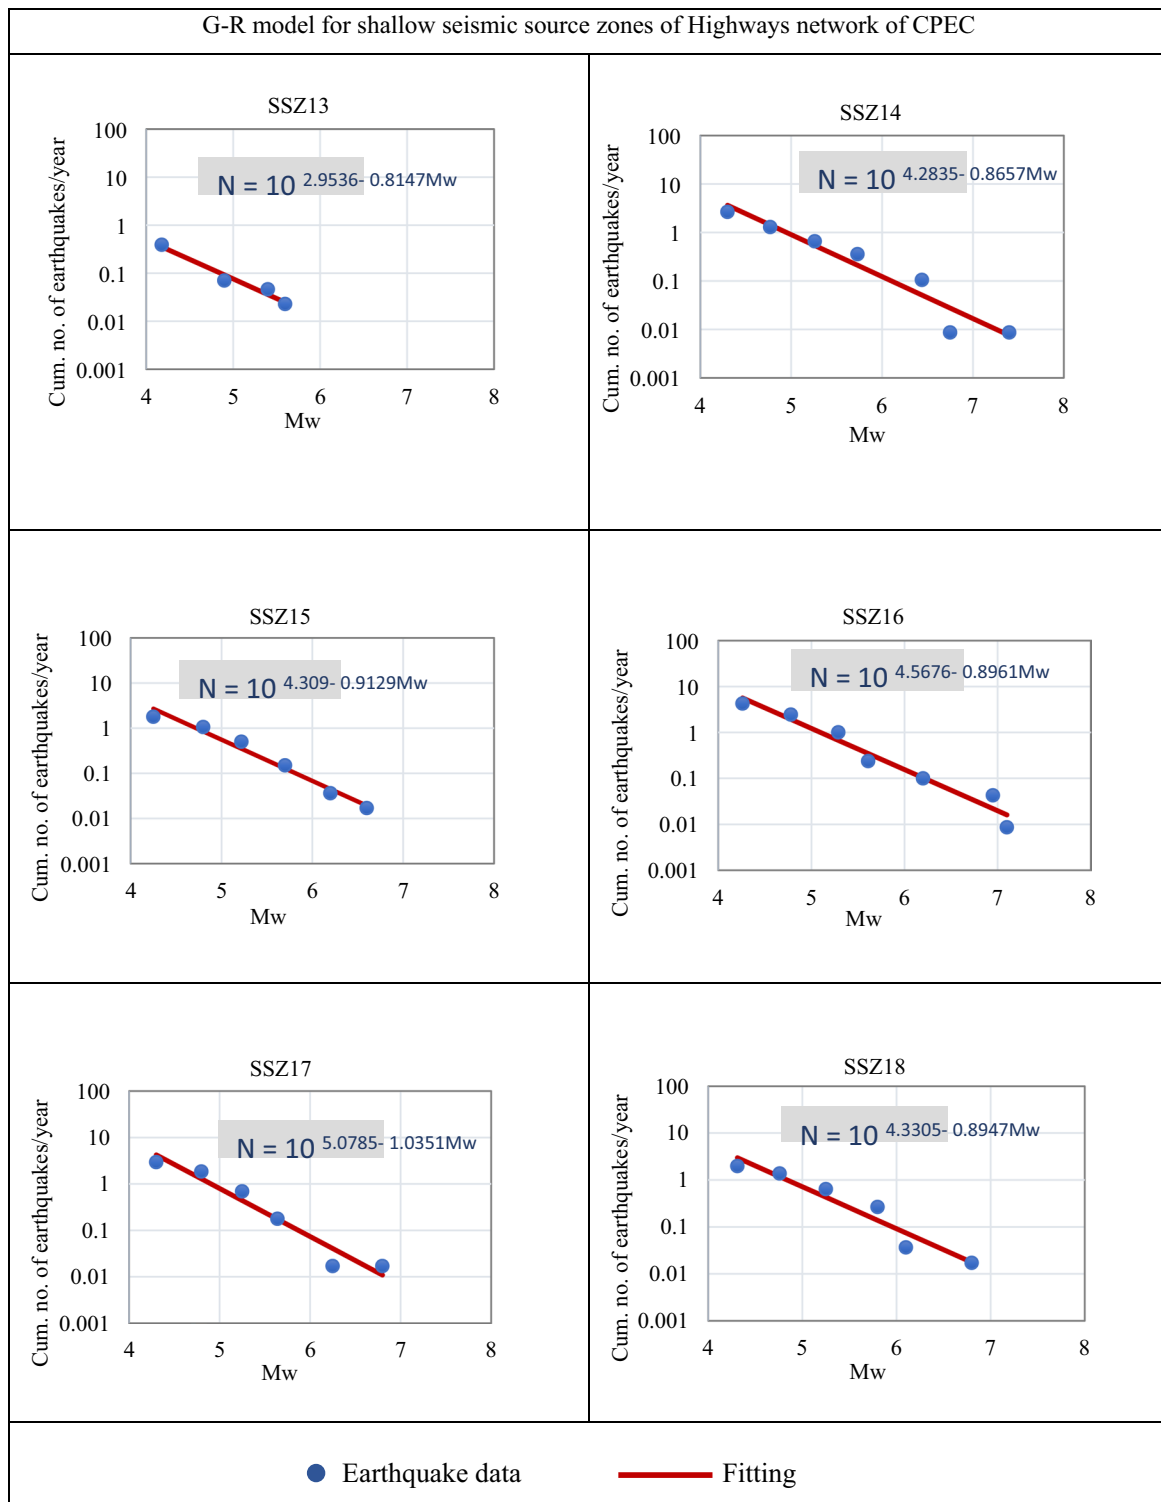 G-R model for shallow seismic source zones of Highways network of CPEC
SSZ13
Cum. no. of earthquakes/year
100
10
1
0.1
0.01
0.001
N = 10 2.9536- 0.8147Mw
4 5 6 7 8
Mw
SSZ14
Cum. no. of earthquakes/year
100
10
1
0.1
0.01
0.001
N = 10 4.2835- 0.8657Mw
4 5 6 7 8
Mw
SSZ15
Cum. no. of earthquakes/year
100
10
1
0.1
0.01
0.001
N = 10 4.309- 0.9129Mw
4 5 6 7 8
Mw
SSZ16
Cum. no. of earthquakes/year
100
10
1
0.1
0.01
0.001
N = 10 4.5676- 0.8961Mw
4 5 6 7 8
Mw
SSZ17
Cum. no. of earthquakes/year
100
10
1
0.1
0.01
0.001
N = 10 5.0785- 1.0351Mw
4 5 6 7 8
Mw
SSZ18
Cum. no. of earthquakes/year
100
10
1
0.1
0.01
0.001
N = 10 4.3305- 0.8947Mw
4 5 6 7 8
Mw
Earthquake data Fitting